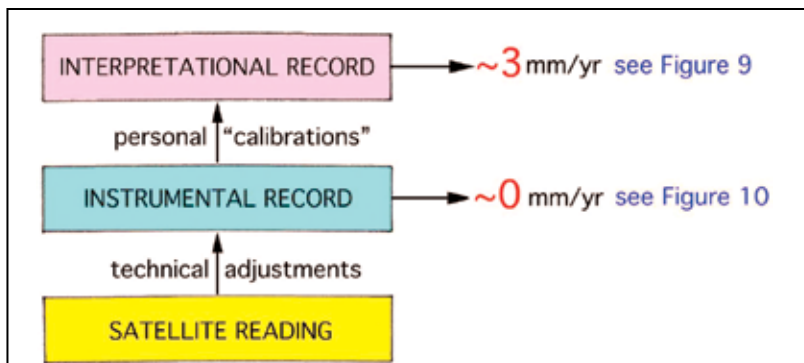 INTERPRETATIONAL RECORD ~3 mm/yr see Figure 9
personal "calibrations"
INSTRUMENTAL RECORD ~0 mm/yr see Figure 10
technical adjustments
SATELLITE READING